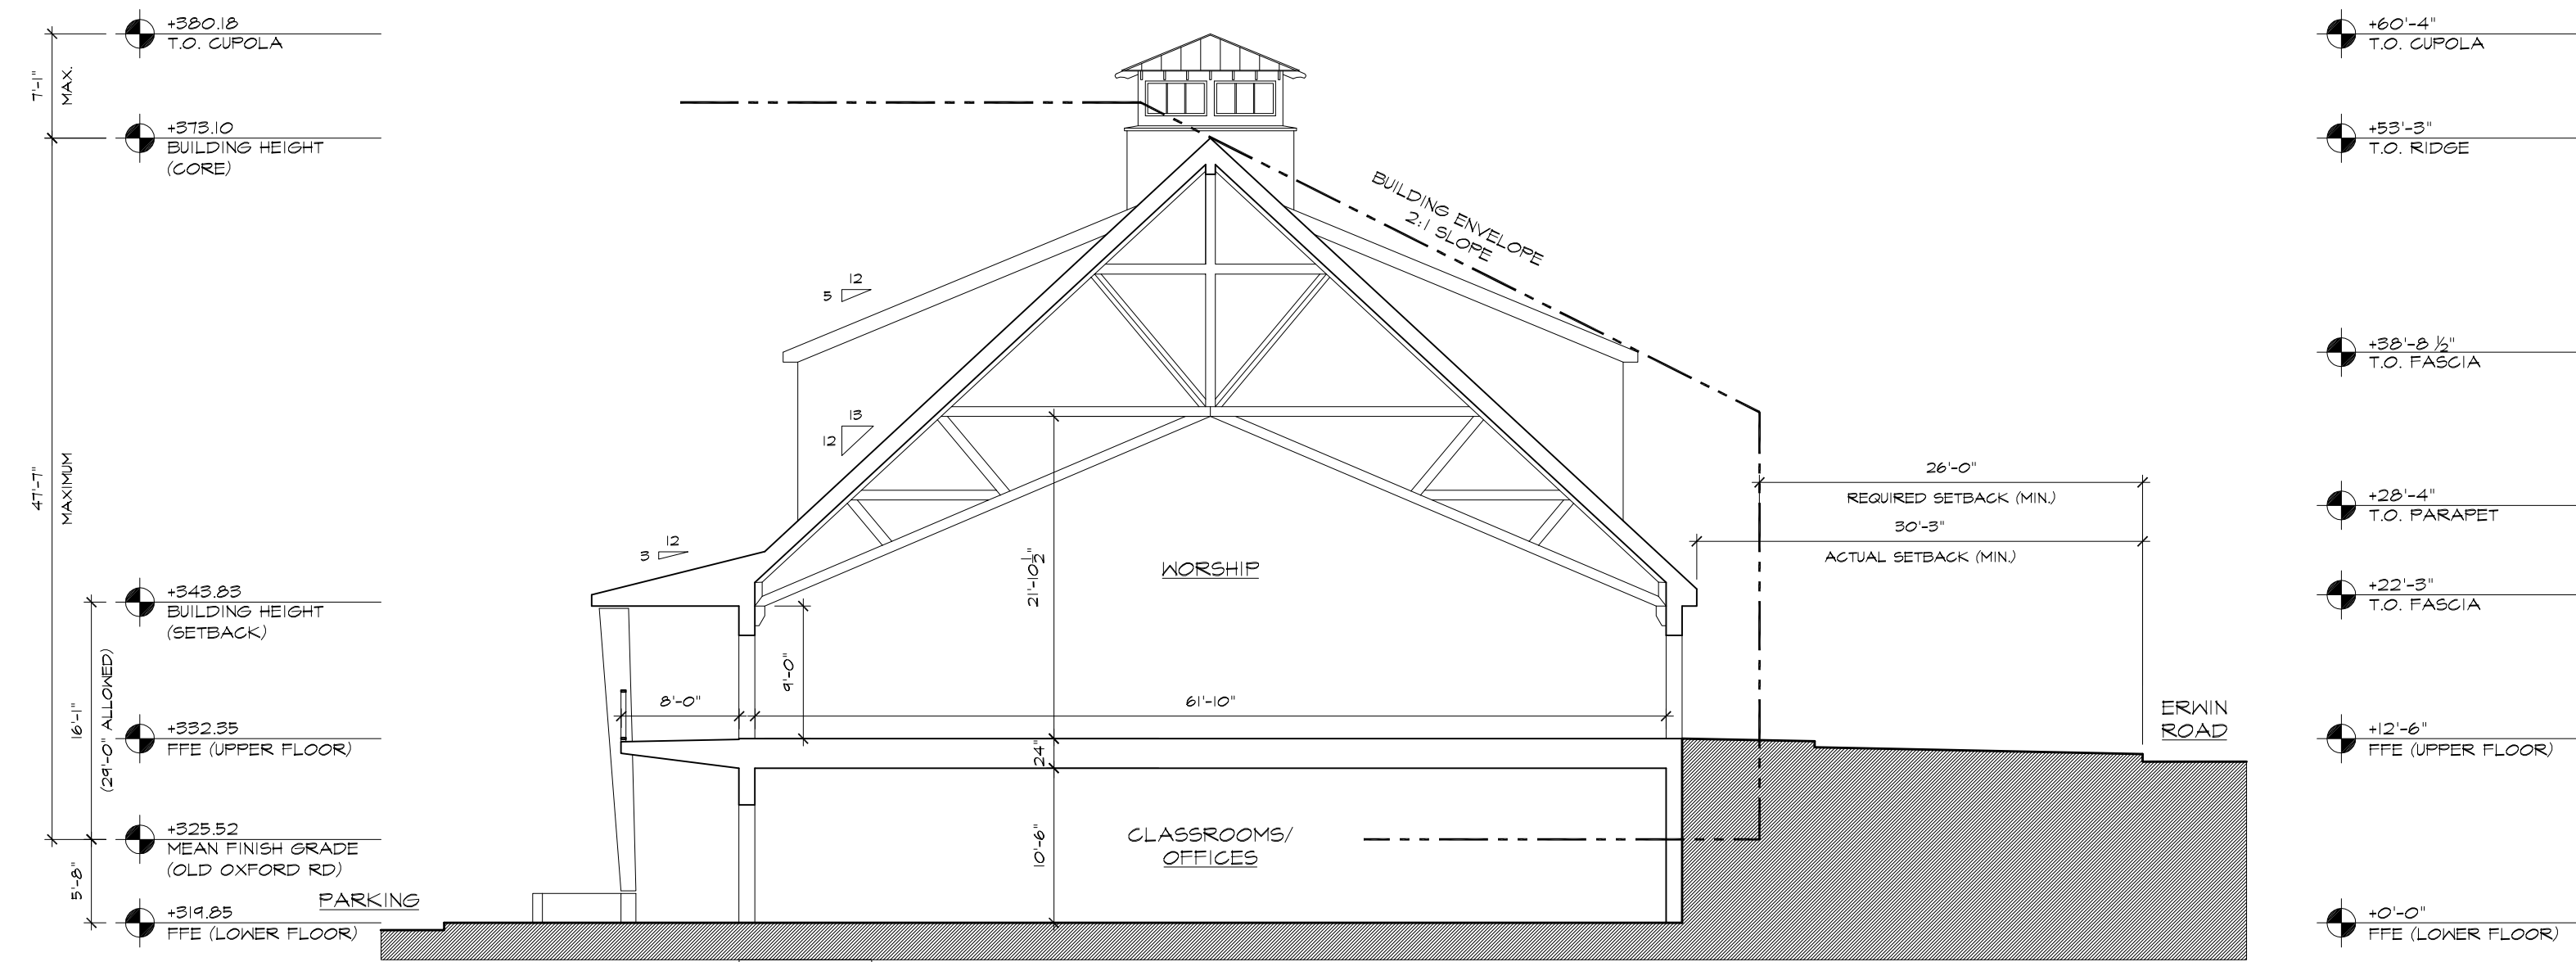 +380.18
T.O. CUPOLA
7'-1"
MAX.
+373.10
BUILDING HEIGHT
(CORE)
47'-7"
MAXIMUM
+343.83
BUILDING HEIGHT
(SETBACK)
16'-1"
(29'-0" ALLOWED)
+332.35
FFE (UPPER FLOOR)
+325.52
MEAN FINISH GRADE
(OLD OXFORD RD)
5'-8"
+319.85
FFE (LOWER FLOOR)
PARKING
12
5
13
12
12
3
BUILDING ENVELOPE
2:1 SLOPE
21'-10½"
WORSHIP
9'-0"
8'-0"
61'-10"
24"
10'-6"
CLASSROOMS/
OFFICES
26'-0"
REQUIRED SETBACK (MIN.)
30'-3"
ACTUAL SETBACK (MIN.)
ERWIN
ROAD
+60'-4"
T.O. CUPOLA
+53'-3"
T.O. RIDGE
+38'-8 ½"
T.O. FASCIA
+28'-4"
T.O. PARAPET
+22'-3"
T.O. FASCIA
+12'-6"
FFE (UPPER FLOOR)
+0'-0"
FFE (LOWER FLOOR)